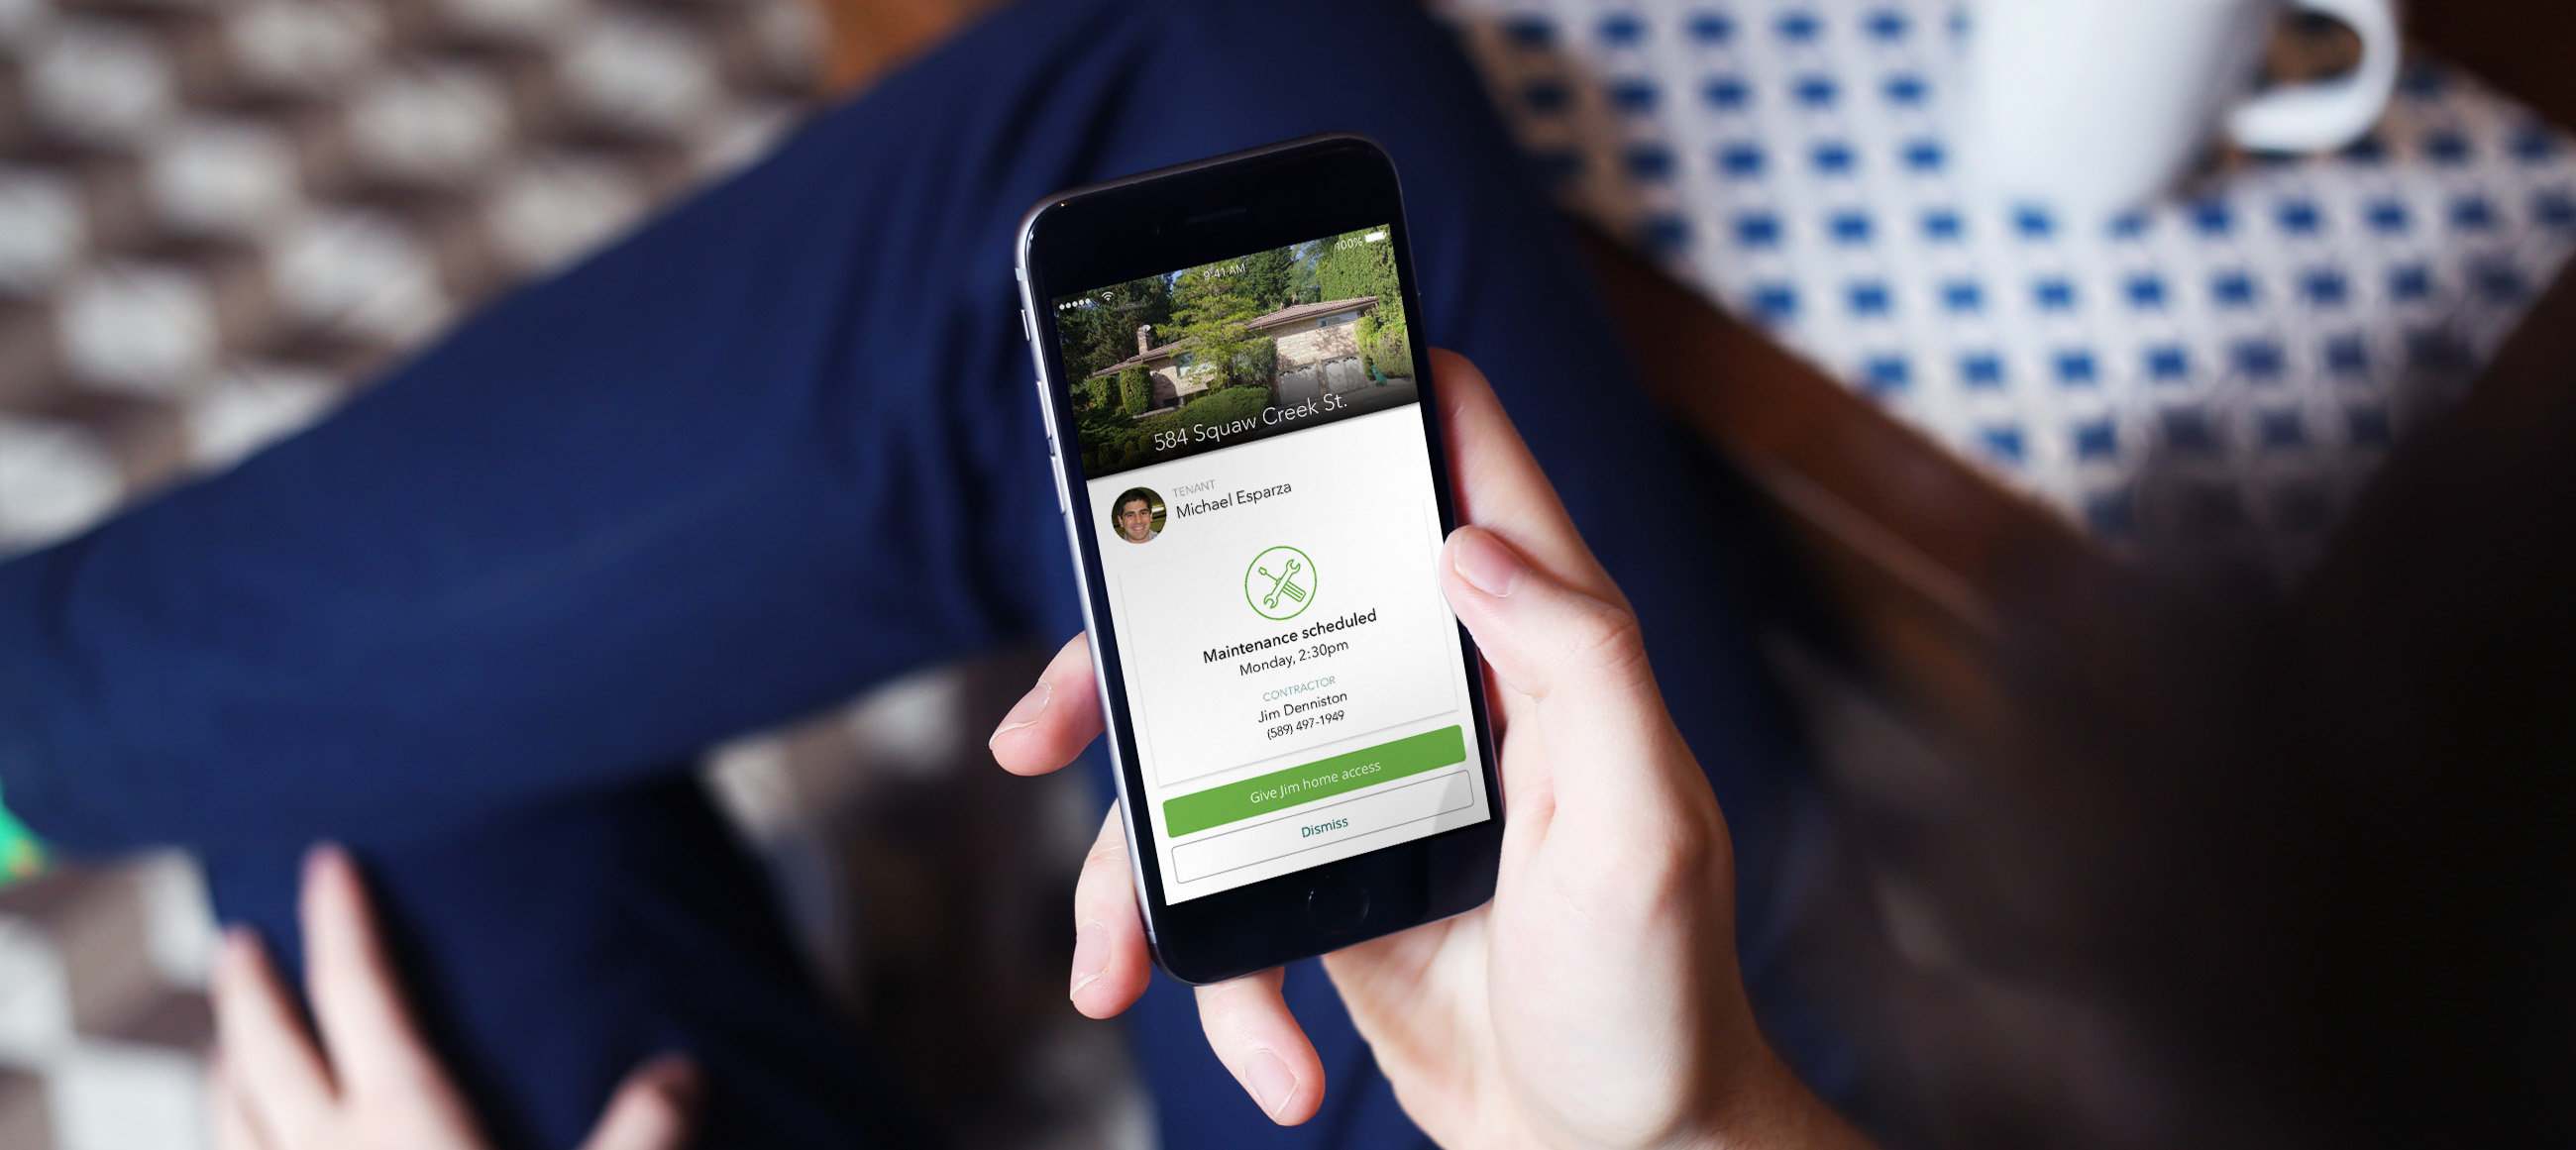 9:41 AM
100%
584 Squaw Creek St.
TENANT
Michael Esparza
Maintenance scheduled
Monday, 2:30pm
CONTRACTOR
Jim Denniston
(589) 497-1949
Give Jim home access
Dismiss